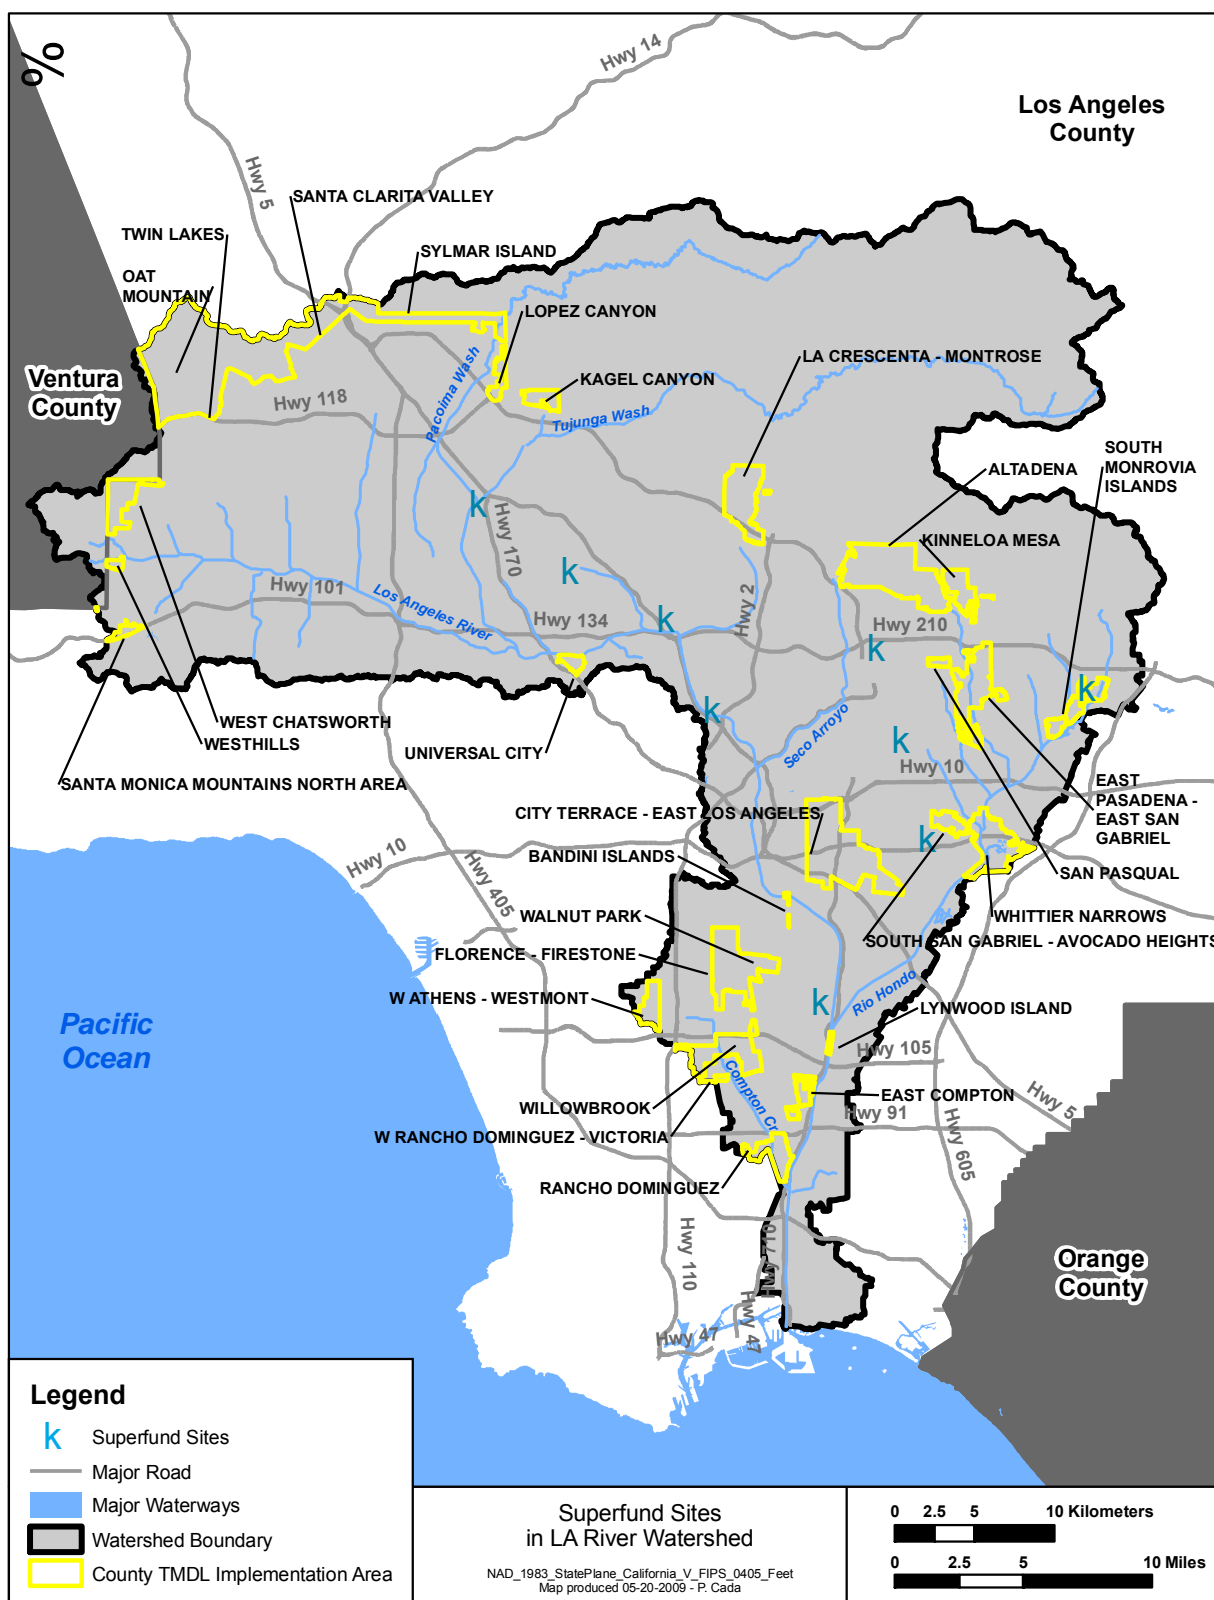 %
Hwy 14
Los Angeles
County
Hwy 5
SANTA CLARITA VALLEY
TWIN LAKES
SYLMAR ISLAND
OAT
MOUNTAIN
LOPEZ CANYON
LA CRESCENTA - MONTROSE
Ventura
County
KAGEL CANYON
Pacoima Wash
Hwy 118
Tujunga Wash
SOUTH
MONROVIA
ISLANDS
ALTADENA
k
Hwy 170
KINNELOA MESA
k
Hwy 101
Los Angeles River
Hwy 134
k
Hwy 2
Hwy 210
k
k
k
WEST CHATSWORTH
WESTHILLS
UNIVERSAL CITY
Seco Arroyo
k
Hwy 10
SANTA MONICA MOUNTAINS NORTH AREA
EAST
PASADENA -
EAST SAN
GABRIEL
CITY TERRACE - EAST LOS ANGELES
k
Hwy 10
BANDINI ISLANDS
SAN PASQUAL
Hwy 405
WALNUT PARK
WHITTIER NARROWS
SOUTH SAN GABRIEL - AVOCADO HEIGHTS
FLORENCE - FIRESTONE
Rio Hondo
W ATHENS - WESTMONT
k
LYNWOOD ISLAND
Pacific
Ocean
Hwy 105
Compton Cr
EAST COMPTON
Hwy 5
WILLOWBROOK
Hwy 91
W RANCHO DOMINGUEZ - VICTORIA
Hwy 605
RANCHO DOMINGUEZ
Hwy 110
Hwy 710
Orange
County
Hwy 47
Hwy 47
Legend
k Superfund Sites
Major Road
Major Waterways
Watershed Boundary
County TMDL Implementation Area
Superfund Sites
in LA River Watershed
NAD_1983_StatePlane_California_V_FIPS_0405_Feet
Map produced 05-20-2009 - P. Cada
0 2.5 5 10 Kilometers
0 2.5 5 10 Miles